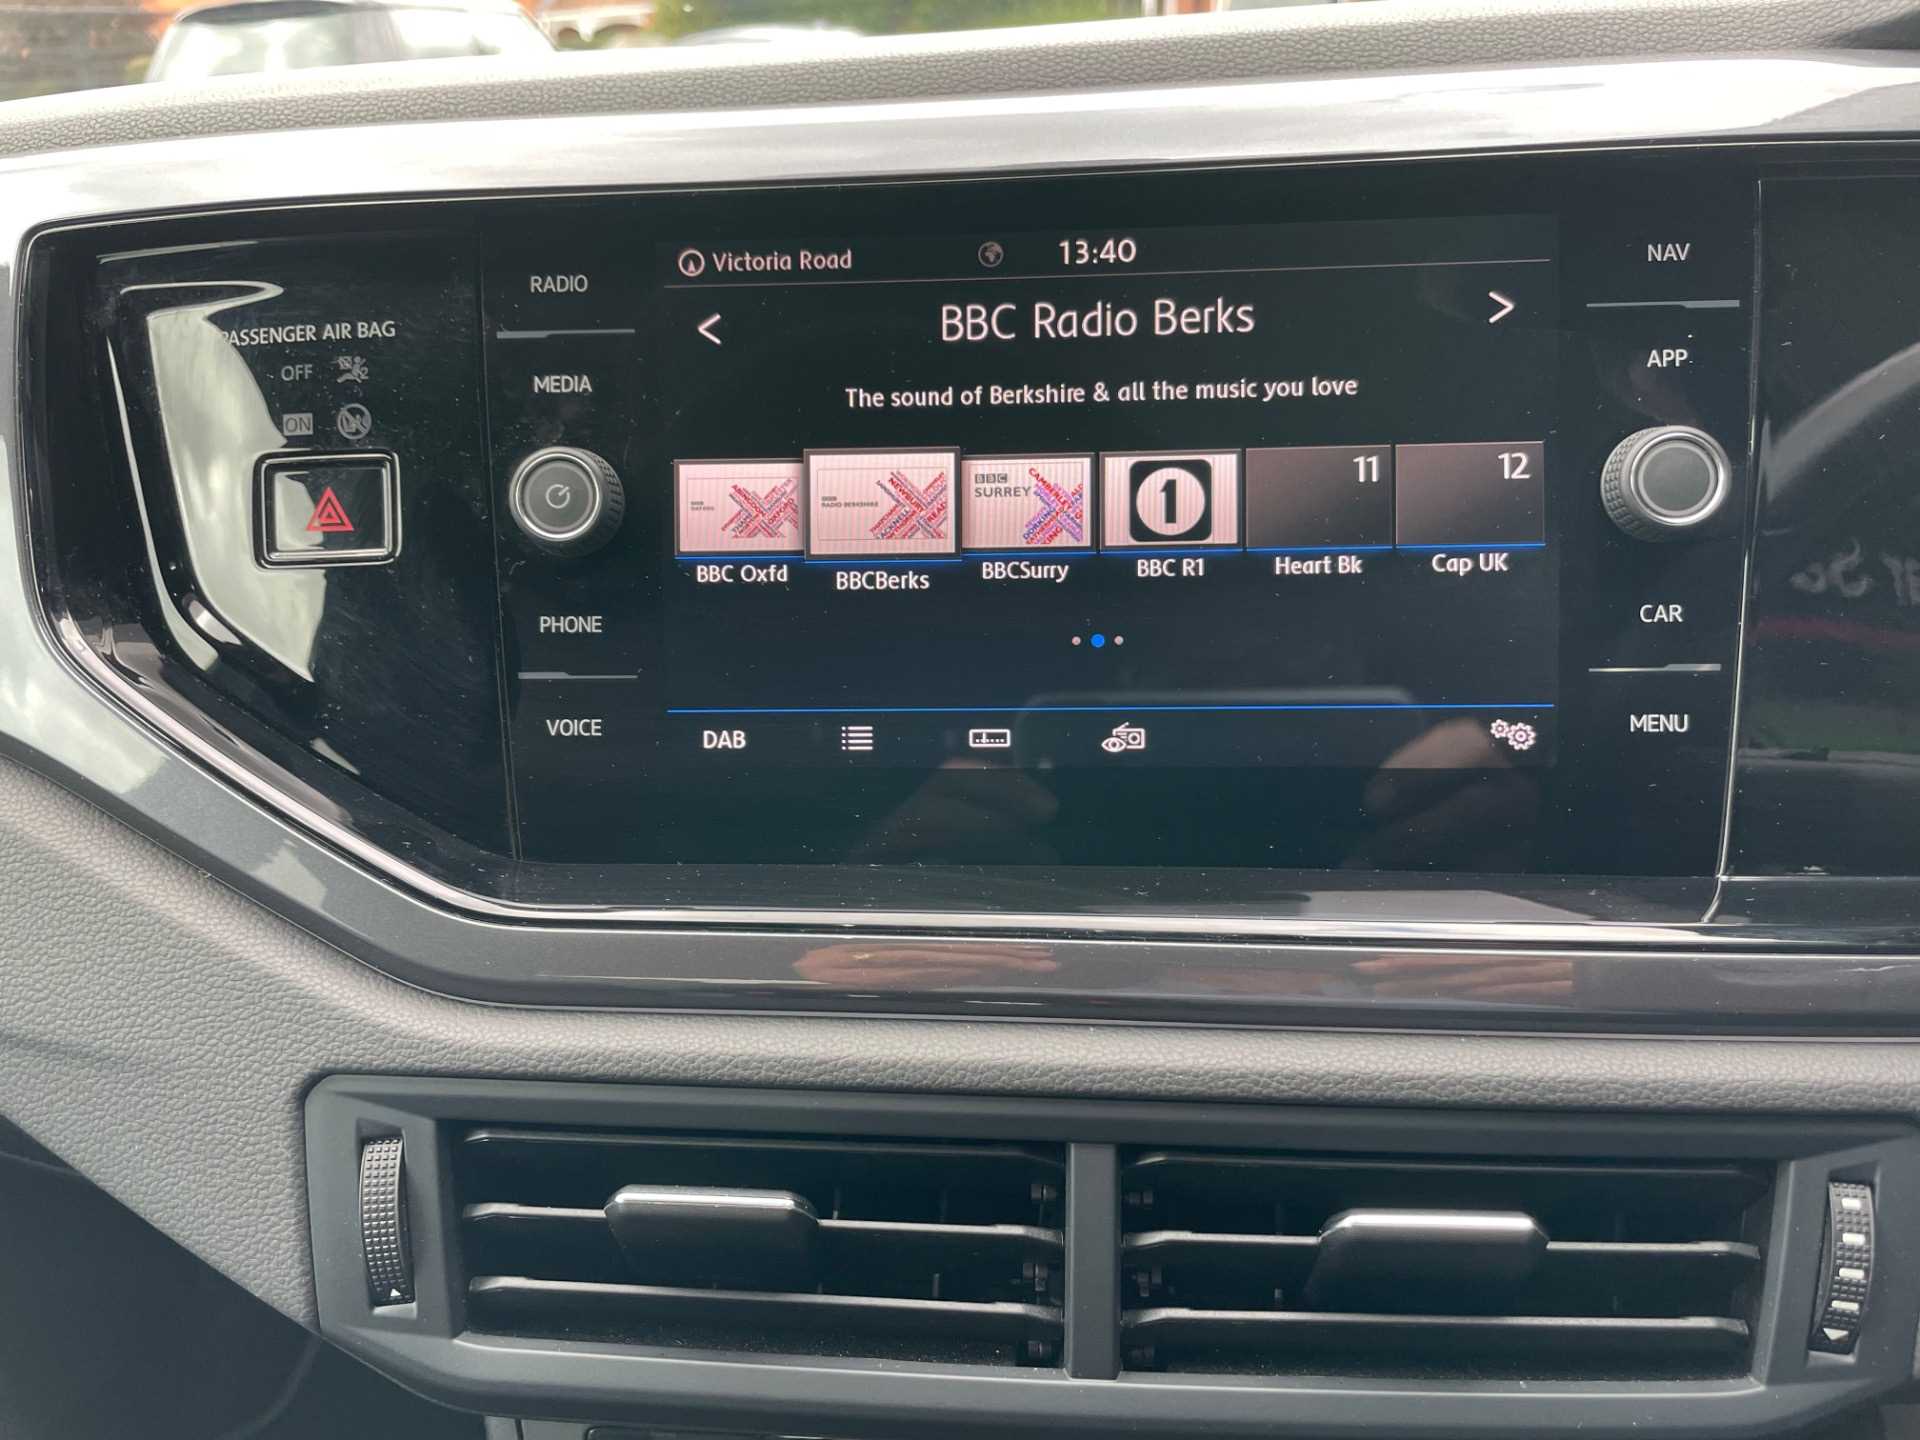 Victoria Road 13:40
BBC Radio Berks
The sound of Berkshire & all the music you love
PASSENGER AIR BAG
OFF
ON
RADIO
MEDIA
PHONE
VOICE
BBC
SURREY
1
11
12
BBC Oxfd
BBCBerks
BBCSurry
BBC R1
Heart Bk
Cap UK
DAB
NAV
APP
CAR
MENU